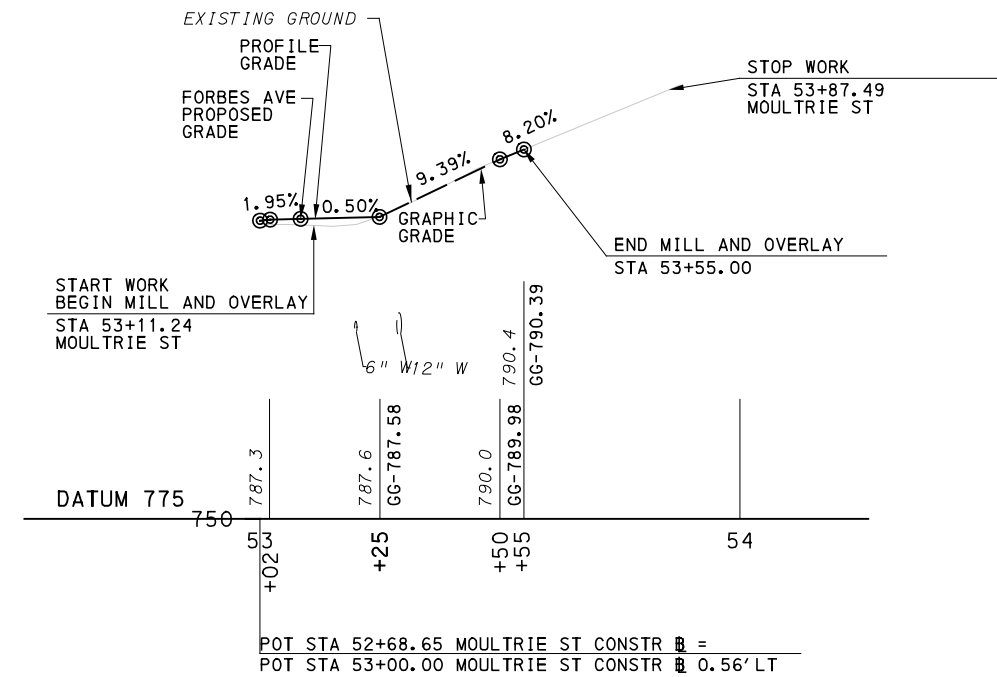 EXISTING GROUND
PROFILE
GRADE
FORBES AVE
PROPOSED
GRADE
STOP WORK
STA 53+87.49
MOULTRIE ST
1.95%
0.50%
9.39%
8.20%
GRAPHIC
GRADE
END MILL AND OVERLAY
STA 53+55.00
START WORK
BEGIN MILL AND OVERLAY
STA 53+11.24
MOULTRIE ST
6" W
12" W
787.3
787.6
GG-787.58
790.0
GG-789.98
790.4
GG-790.39
DATUM 775
750
53
+02
+25
+50
+55
54
POT STA 52+68.65 MOULTRIE ST CONSTR BL =
POT STA 53+00.00 MOULTRIE ST CONSTR BL 0.56' LT